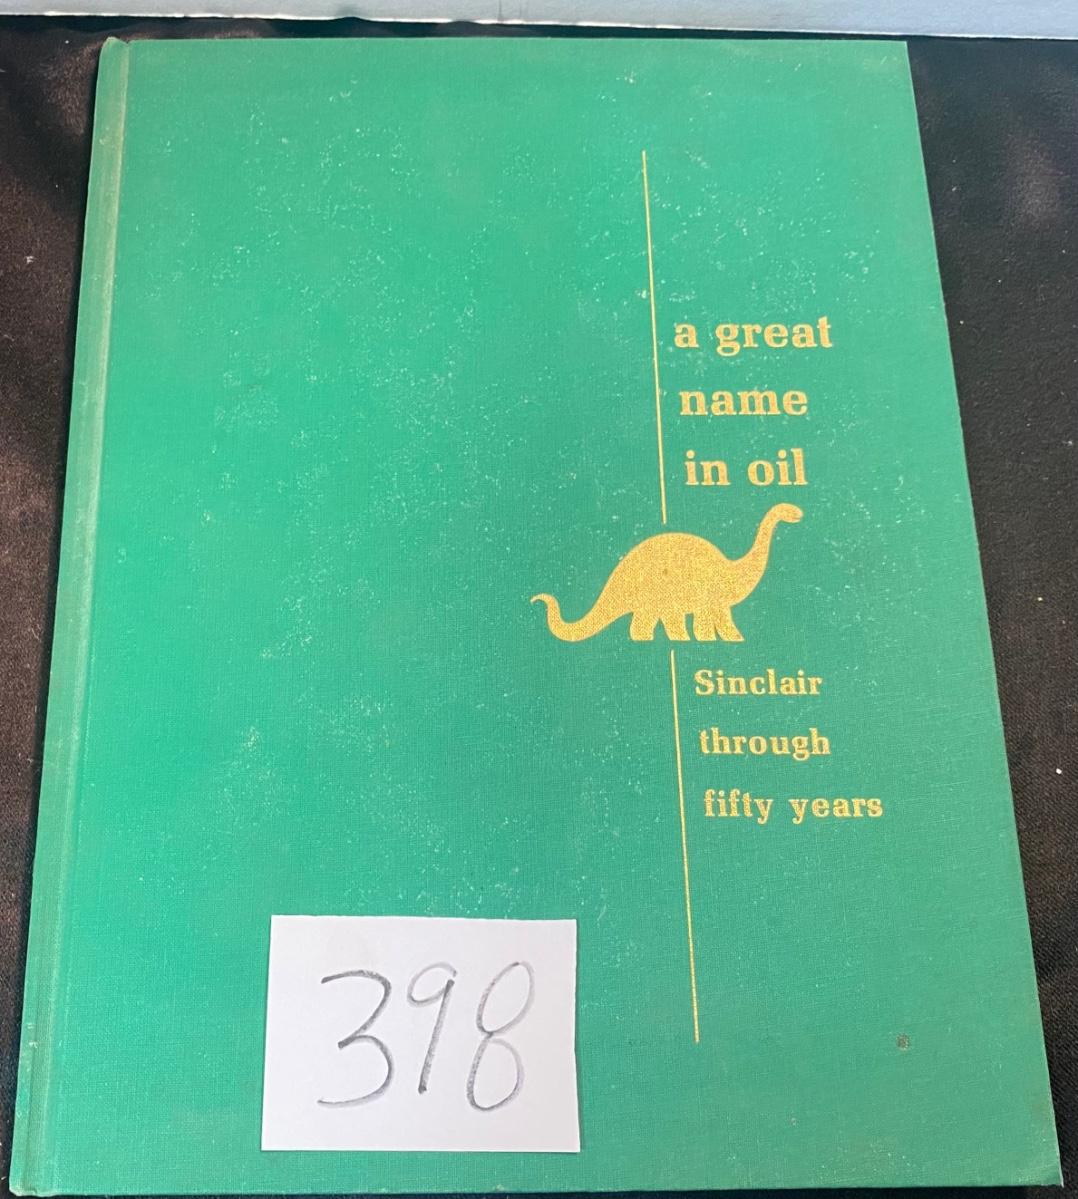 a great
name
in oil
Sinclair
through
fifty years
398